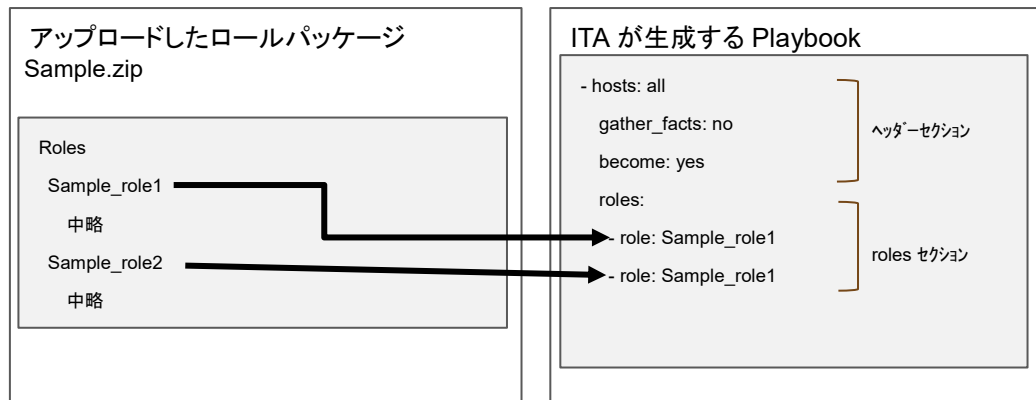 アップロードしたロールパッケージ
Sample.zip
Roles
Sample_role1
中略
Sample_role2
中略
ITA が生成する Playbook
- hosts: all
gather_facts: no
become: yes
roles:
- role: Sample_role1
- role: Sample_role1
ヘッダーセクション
roles セクション